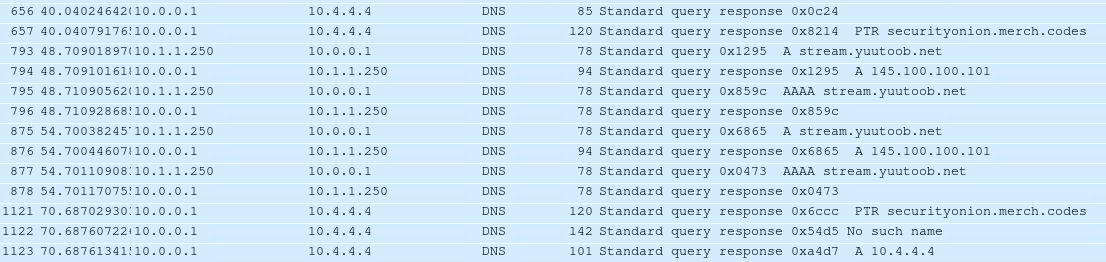 656 40.04024642 10.0.0.1 10.4.4.4 DNS 85 Standard query response 0x0c24
657 40.04079176 10.0.0.1 10.4.4.4 DNS 120 Standard query response 0x8214 PTR securityonion.merch.codes
793 48.70901897 10.1.1.250 10.0.0.1 DNS 78 Standard query 0x1295 A stream.yuutoob.net
794 48.70910161 10.0.0.1 10.1.1.250 DNS 94 Standard query response 0x1295 A 145.100.100.101
795 48.71090562 10.1.1.250 10.0.0.1 DNS 78 Standard query 0x859c AAAA stream.yuutoob.net
796 48.71092868 10.0.0.1 10.1.1.250 DNS 78 Standard query response 0x859c
875 54.70038245 10.1.1.250 10.0.0.1 DNS 78 Standard query 0x6865 A stream.yuutoob.net
876 54.70044607 10.0.0.1 10.1.1.250 DNS 94 Standard query response 0x6865 A 145.100.100.101
877 54.70110908 10.1.1.250 10.0.0.1 DNS 78 Standard query 0x0473 AAAA stream.yuutoob.net
878 54.70117075 10.0.0.1 10.1.1.250 DNS 78 Standard query response 0x0473
1121 70.68702930 10.0.0.1 10.4.4.4 DNS 120 Standard query response 0x6ccc PTR securityonion.merch.codes
1122 70.68760722 10.0.0.1 10.4.4.4 DNS 142 Standard query response 0x54d5 No such name
1123 70.68761341 10.0.0.1 10.4.4.4 DNS 101 Standard query response 0xa4d7 A 10.4.4.4